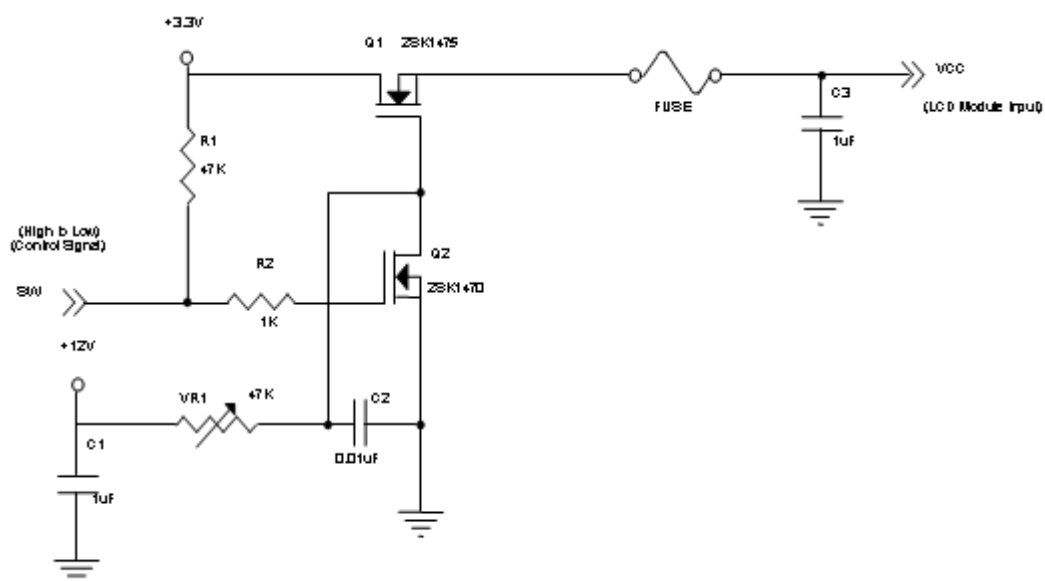 +3.3V
Q1 2SK1475
VCC
FUSE
C3
(LCD Module Input)
R1
1uF
47K
(High to Low)
(Control Signal)
Q2
R2
SW
2SK1470
1K
+12V
VR1 47K C2
C1
0.01uF
1uF